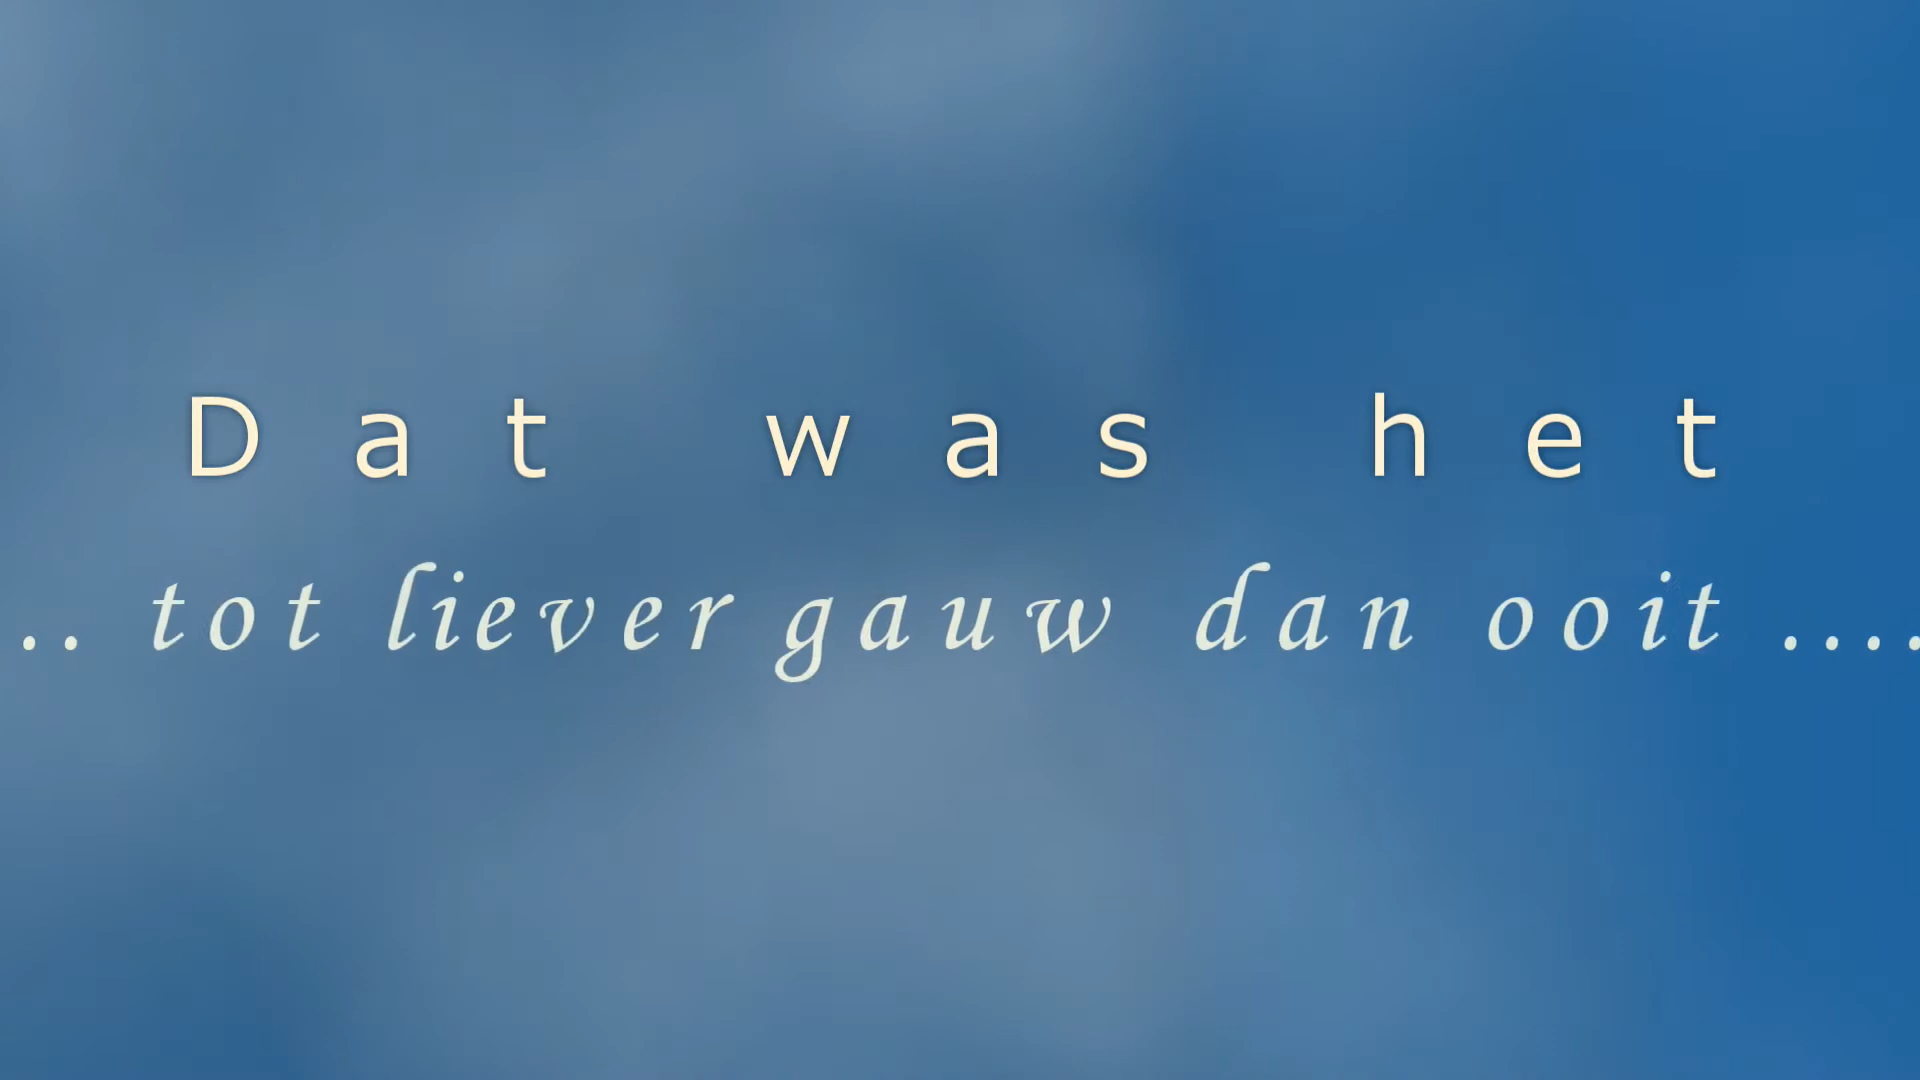 Dat was het
.. tot liever gauw dan ooit ....